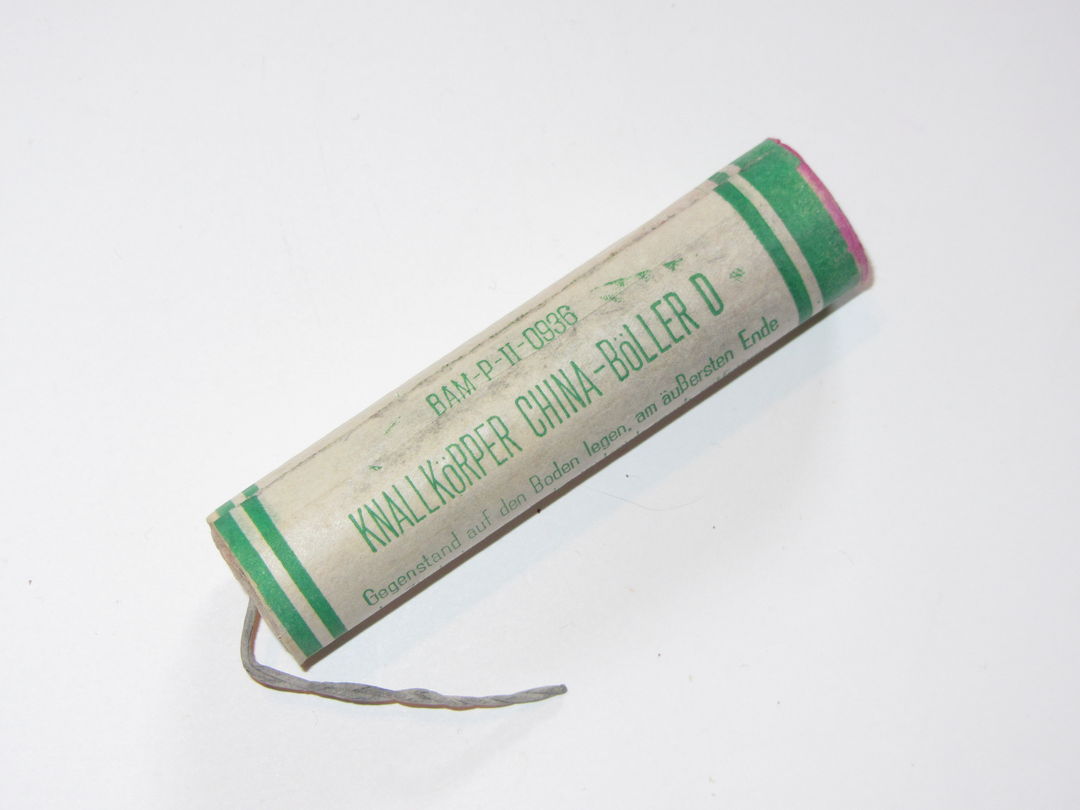 BAM-P-II-0936
KNALLKöRPER CHINA-BöLLER D
Gegenstand auf den Boden legen, am äußersten Ende